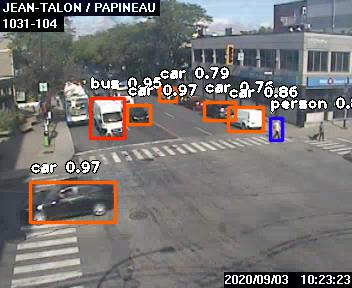 JEAN-TALON / PAPINEAU
1031-104
car 0.79
bus 0.95
car 0.97
car 0.76
car 0.86
person 0.8
car 0.97
2020/09/03 10:23:23